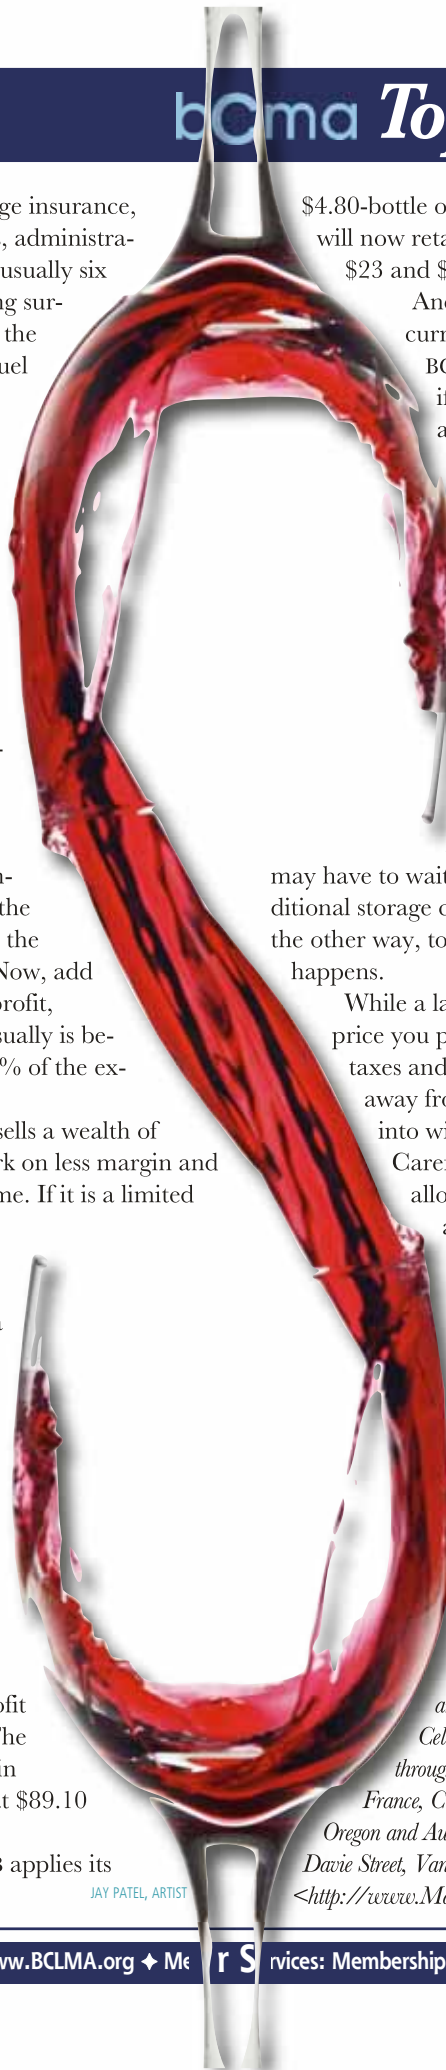 bCma To
ge insurance,
, administra-
usually six
ng sur-
the
uel
$4.80-bottle o
will now reta
$23 and $
An
curr
BC
i
a
-
n-
the
the
Now, add
profit,
sually is be-
% of the ex-
sells a wealth of
rk on less margin and
me. If it is a limited
may have to wait
ditional storage c
the other way, to
happens.
While a la
price you p
taxes and
away fro
into wi
Care
allo
a
ofit
The
in
at $89.10
B applies its
JAY PATEL, ARTIST
a
Cel
throug
France, C
Oregon and Au
Davie Street, Van
<http://www.Ma
ww.BCLMA.org ✦ Me r S rvices: Membership